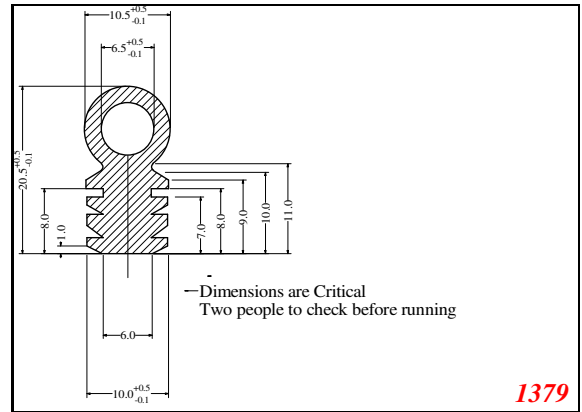 10.5 +0.5 -0.1
6.5 +0.5 -0.1
20.5 +0.5 -0.1
8.0
1.0
7.0
8.0
9.0
10.0
11.0
Dimensions are Critical
Two people to check before running
6.0
10.0 +0.5 -0.1
1379